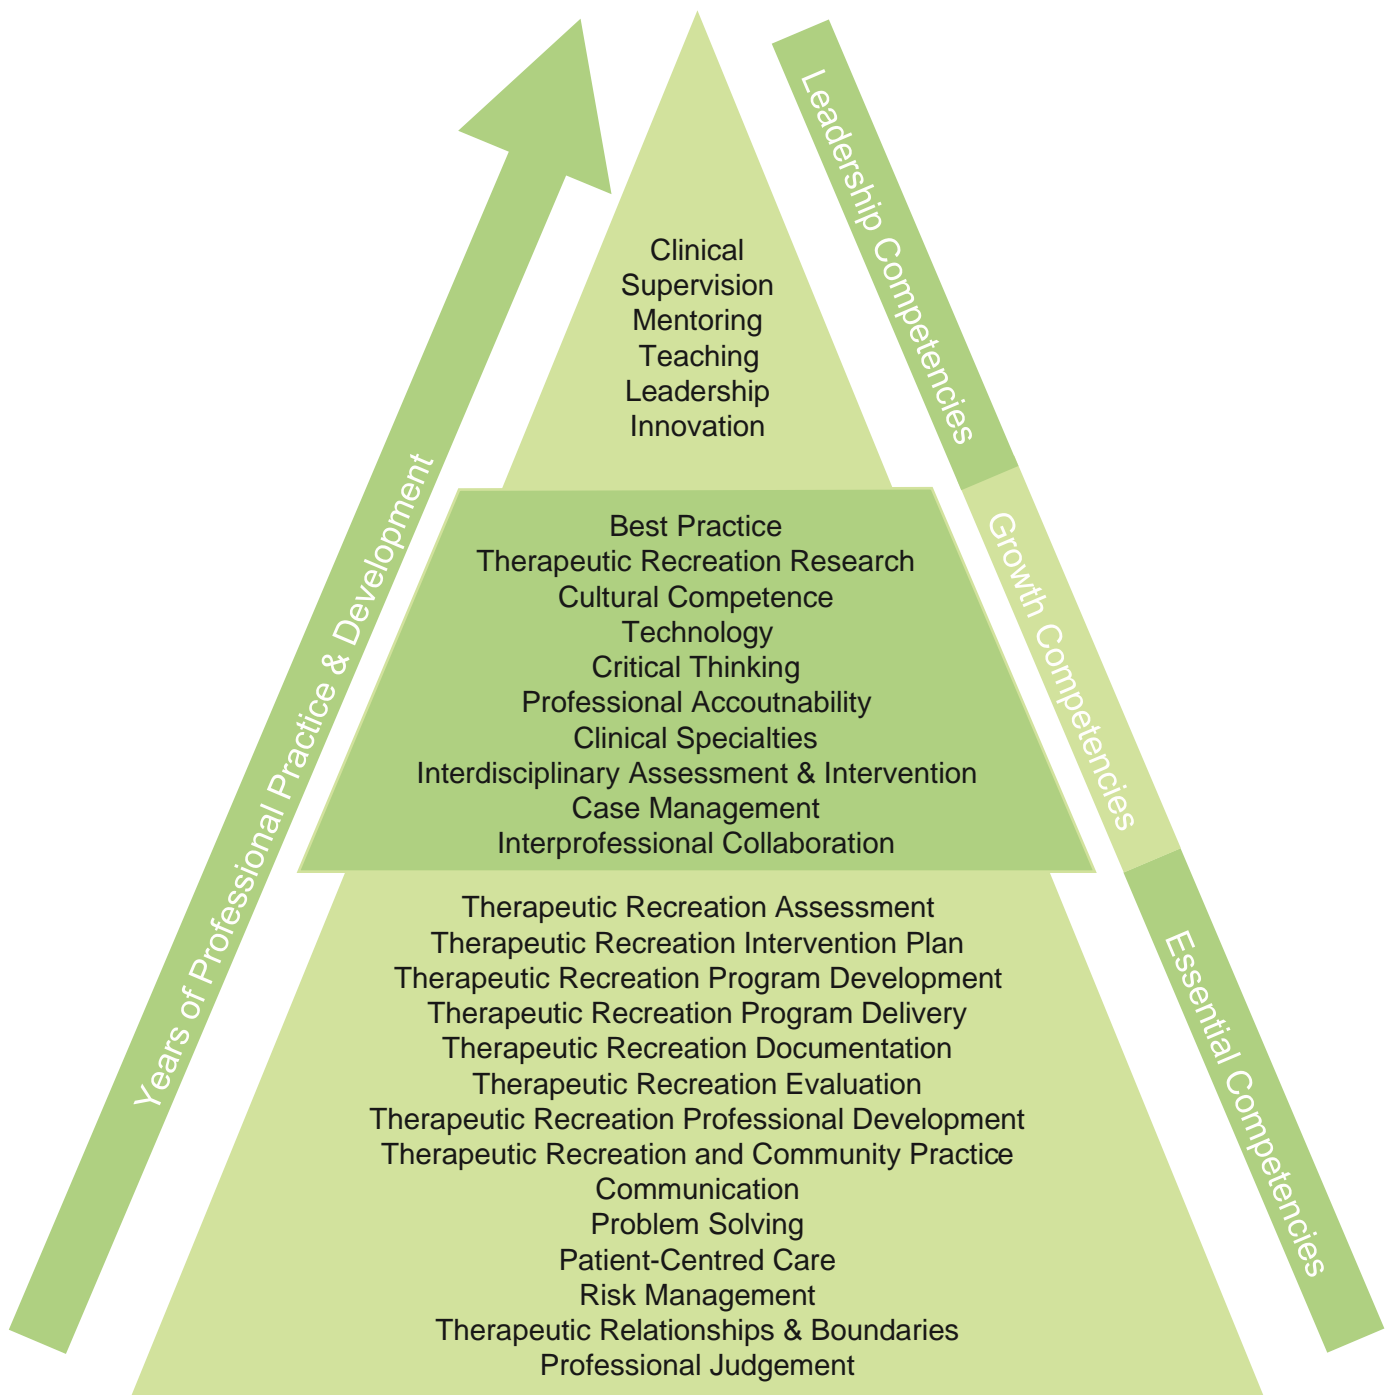 Clinical
Supervision
Mentoring
Teaching
Leadership
Innovation
Best Practice
Therapeutic Recreation Research
Cultural Competence
Technology
Critical Thinking
Professional Accoutnability
Clinical Specialties
Interdisciplinary Assessment & Intervention
Case Management
Interprofessional Collaboration
Therapeutic Recreation Assessment
Therapeutic Recreation Intervention Plan
Therapeutic Recreation Program Development
Therapeutic Recreation Program Delivery
Therapeutic Recreation Documentation
Therapeutic Recreation Evaluation
Therapeutic Recreation Professional Development
Therapeutic Recreation and Community Practice
Communication
Problem Solving
Patient-Centred Care
Risk Management
Therapeutic Relationships & Boundaries
Professional Judgement
Years of Professional Practice & Development
Leadership Competencies
Growth Competencies
Essential Competencies